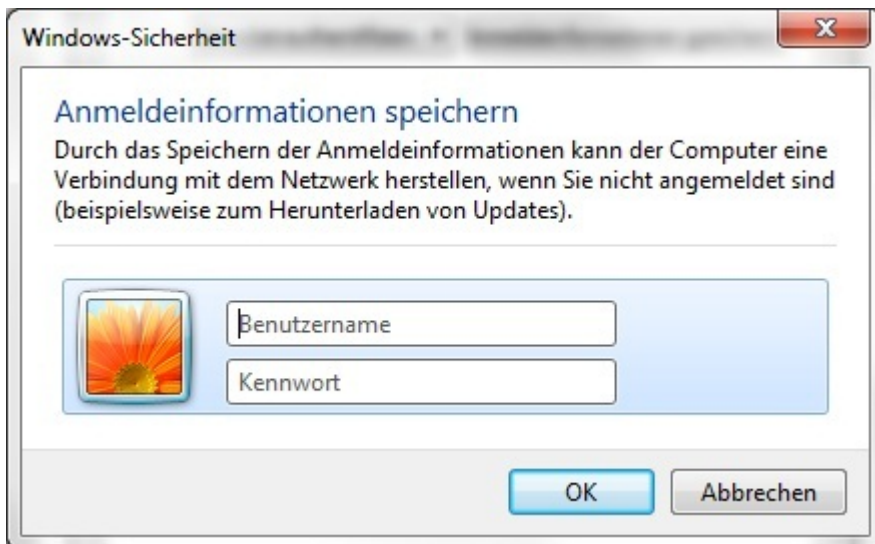 Windows-Sicherheit
Anmeldeinformationen speichern
Durch das Speichern der Anmeldeinformationen kann der Computer eine
Verbindung mit dem Netzwerk herstellen, wenn Sie nicht angemeldet sind
(beispielsweise zum Herunterladen von Updates).
Benutzername
Kennwort
OK
Abbrechen